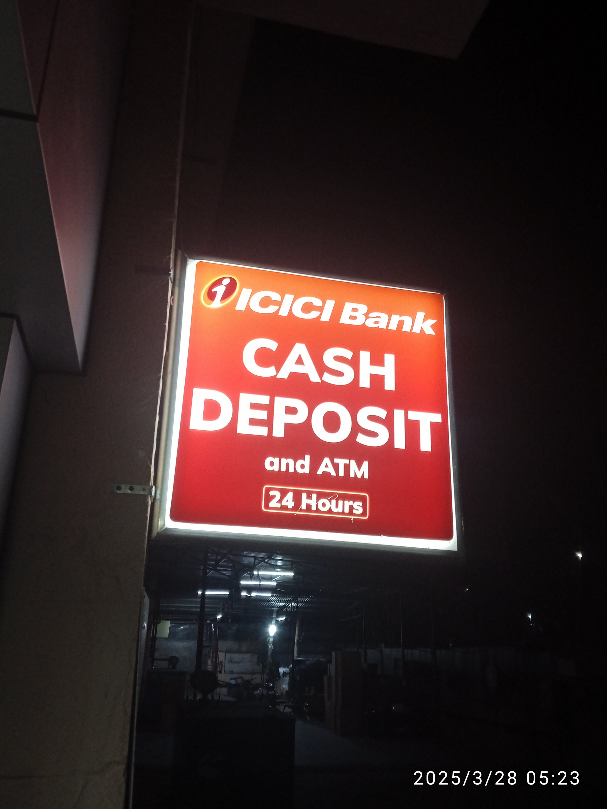 i ICICI Bank
CASH
DEPOSIT
and ATM
24 Hours
2025/3/28 05:23